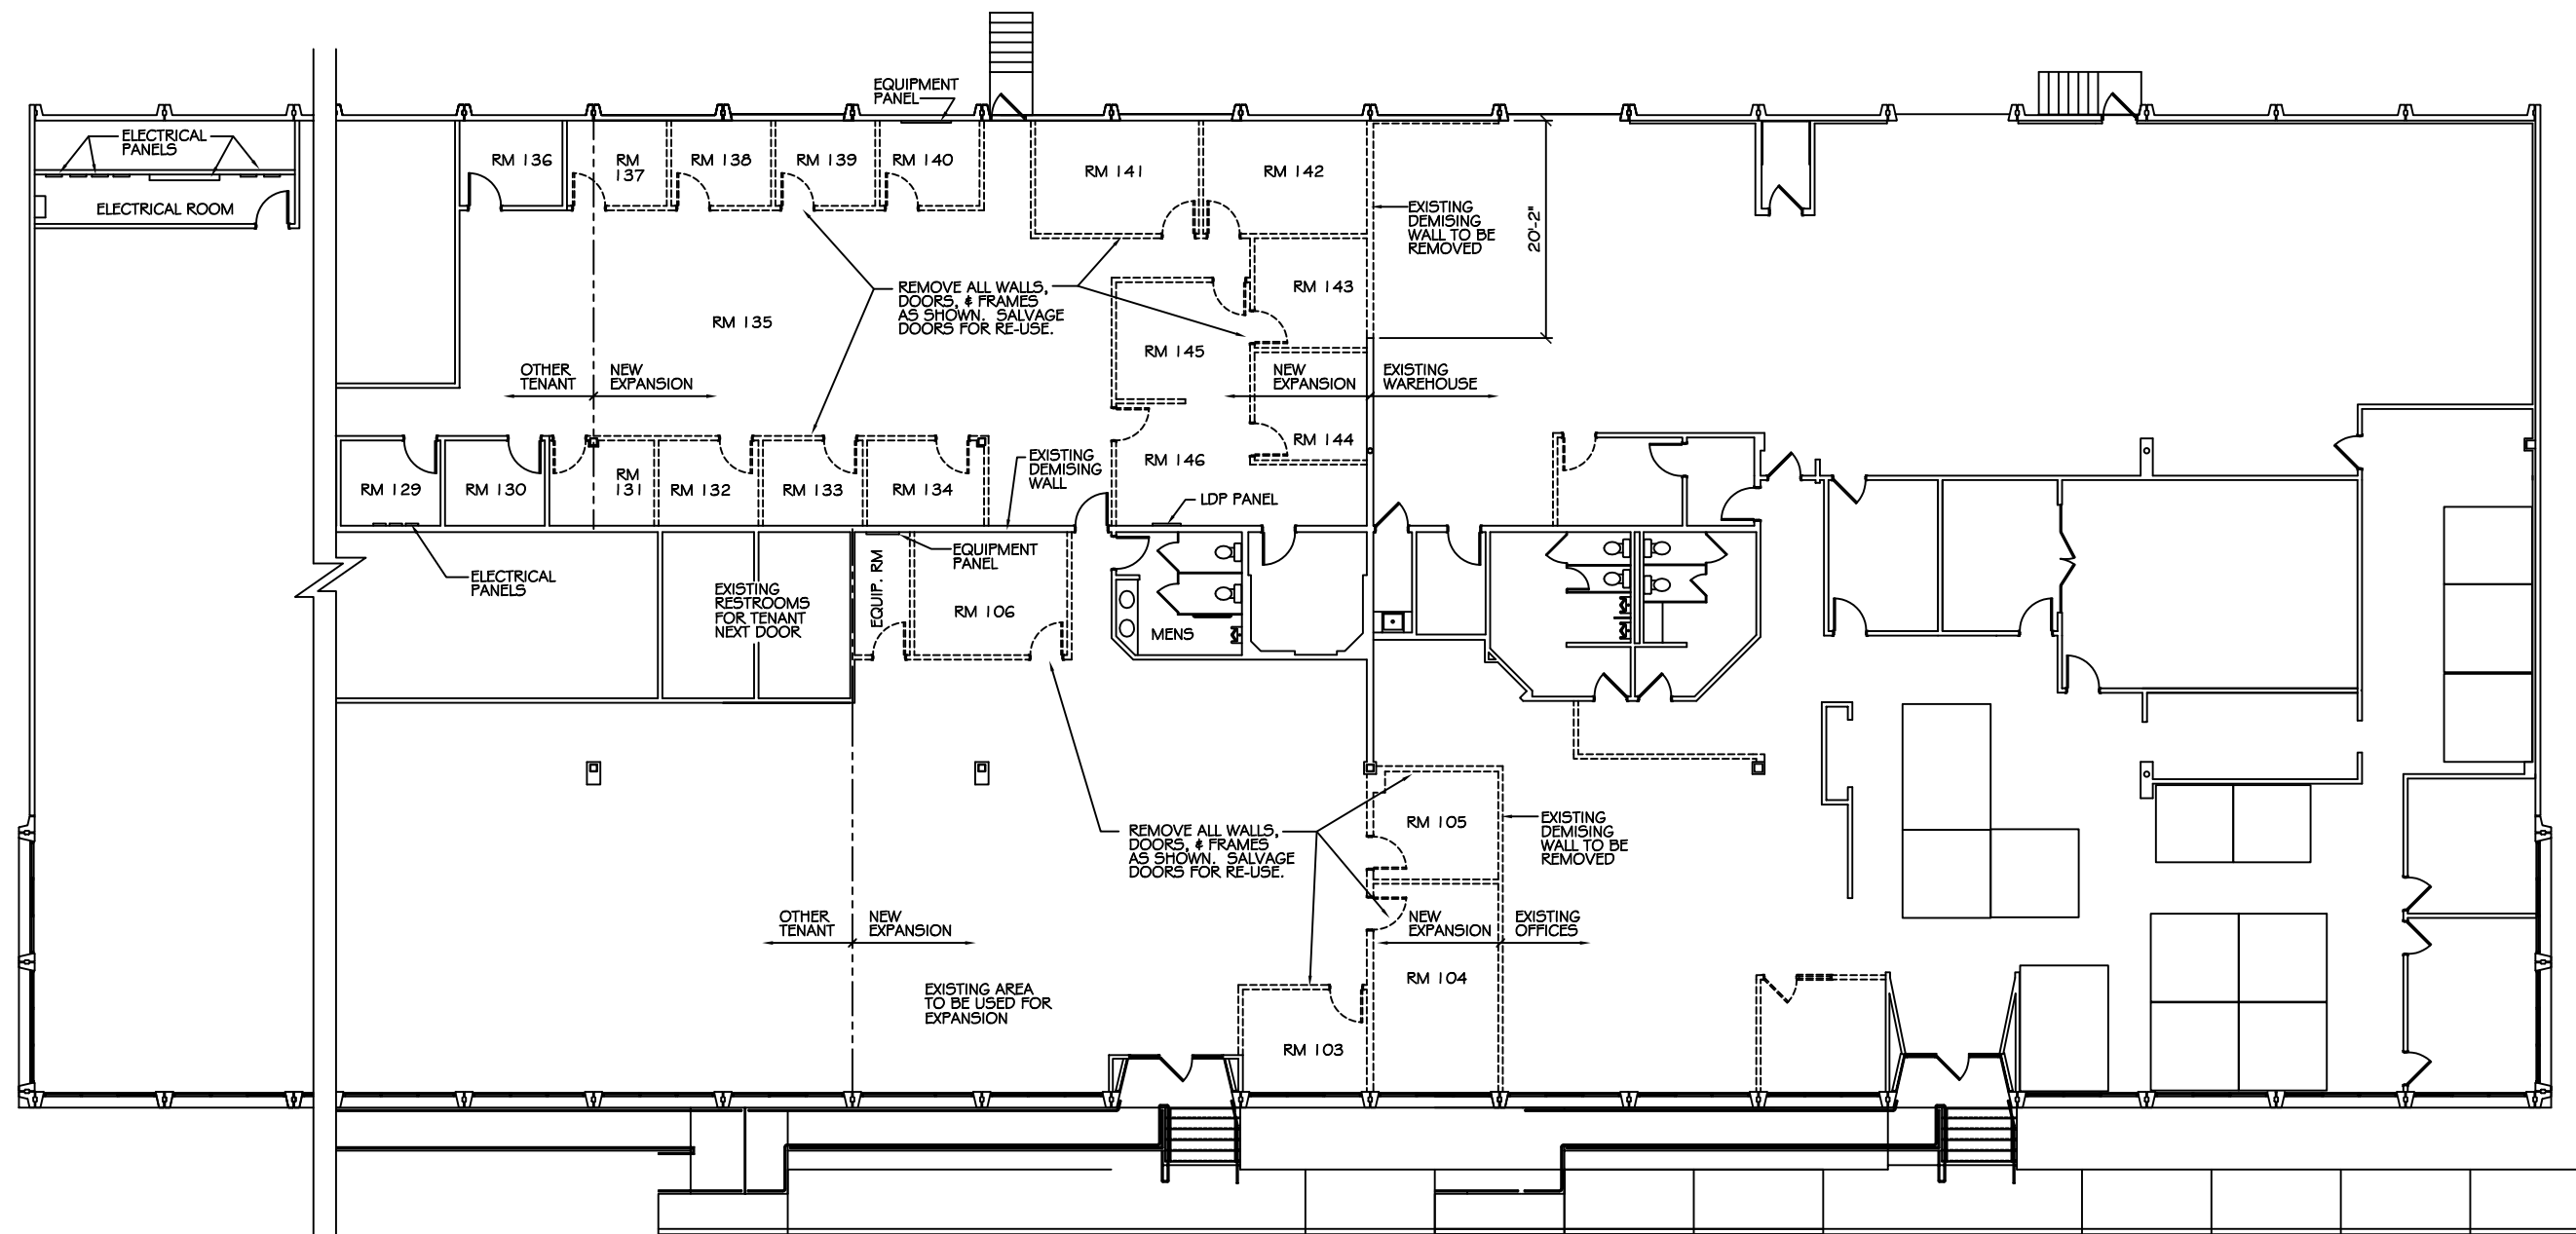 EQUIPMENT
PANEL
ELECTRICAL
PANELS
ELECTRICAL ROOM
RM 136
RM
137
RM 138
RM 139
RM 140
RM 141
RM 142
EXISTING
DEMISING
WALL TO BE
REMOVED
20'-2"
REMOVE ALL WALLS,
DOORS, & FRAMES
AS SHOWN. SALVAGE
DOORS FOR RE-USE.
RM 143
RM 135
RM 145
OTHER
TENANT
NEW
EXPANSION
NEW
EXPANSION
EXISTING
WAREHOUSE
RM 144
RM 146
EXISTING
DEMISING
WALL
LDP PANEL
RM 129
RM 130
RM
131
RM 132
RM 133
RM 134
ELECTRICAL
PANELS
EXISTING
RESTROOMS
FOR TENANT
NEXT DOOR
EQUIP. RM
EQUIPMENT
PANEL
RM 106
MENS
REMOVE ALL WALLS,
DOORS, & FRAMES
AS SHOWN. SALVAGE
DOORS FOR RE-USE.
RM 105
EXISTING
DEMISING
WALL TO BE
REMOVED
OTHER
TENANT
NEW
EXPANSION
NEW
EXPANSION
EXISTING
OFFICES
RM 104
EXISTING AREA
TO BE USED FOR
EXPANSION
RM 103